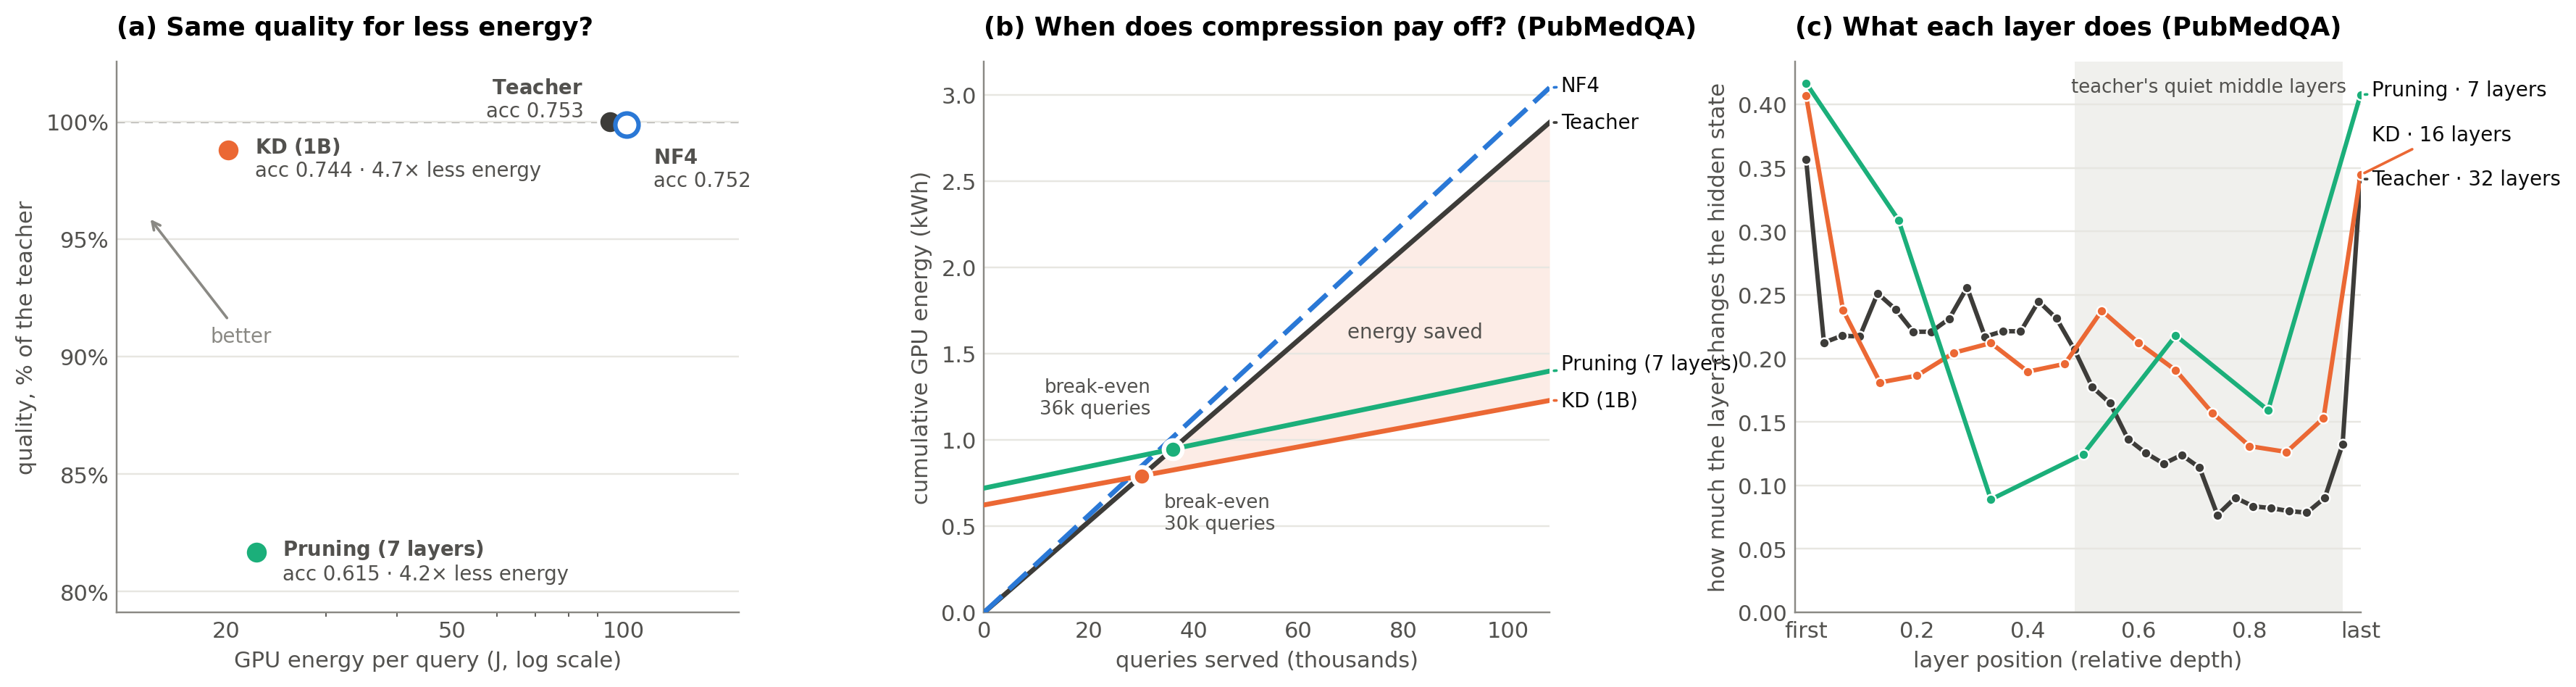 (a) Same quality for less energy?
quality, % of the teacher
100%
95%
90%
85%
80%
Teacher
acc 0.753
NF4
acc 0.752
KD (1B)
acc 0.744 · 4.7× less energy
better
Pruning (7 layers)
acc 0.615 · 4.2× less energy
20
50
100
GPU energy per query (J, log scale)
(b) When does compression pay off? (PubMedQA)
cumulative GPU energy (kWh)
3.0
2.5
2.0
1.5
1.0
0.5
0.0
NF4
Teacher
energy saved
Pruning (7 layers)
KD (1B)
break-even
36k queries
break-even
30k queries
0
20
40
60
80
100
queries served (thousands)
(c) What each layer does (PubMedQA)
how much the layer changes the hidden state
0.40
0.35
0.30
0.25
0.20
0.15
0.10
0.05
0.00
teacher's quiet middle layers
Pruning · 7 layers
KD · 16 layers
Teacher · 32 layers
first
0.2
0.4
0.6
0.8
last
layer position (relative depth)